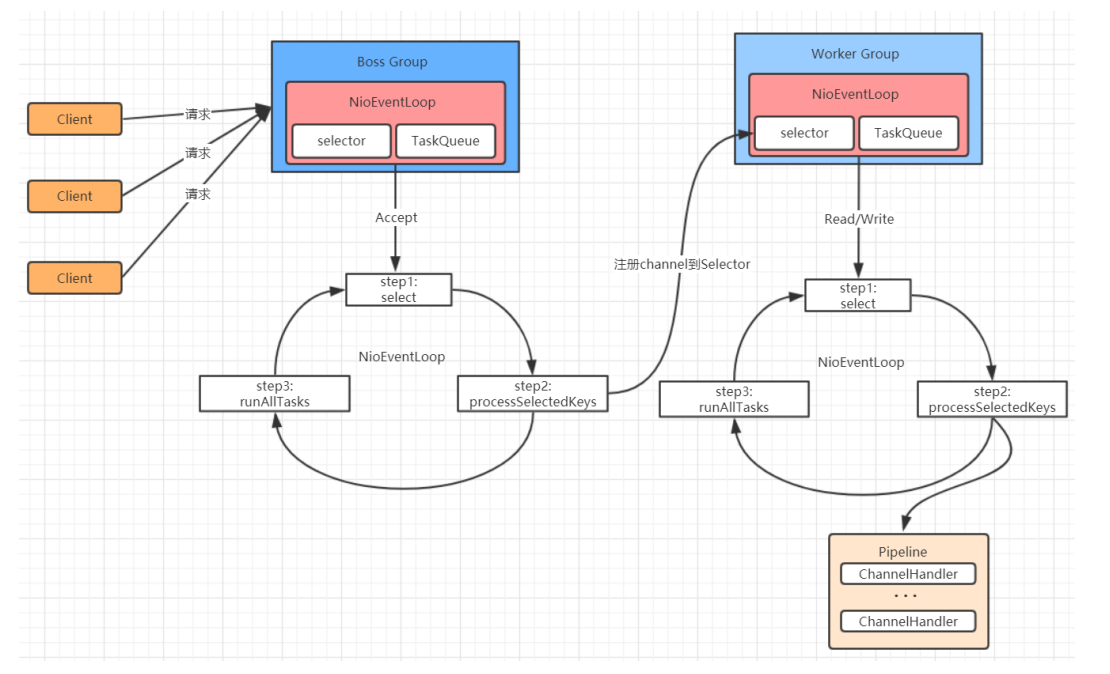 Boss Group
NioEventLoop
selector
TaskQueue
Client
请求
Client
请求
Client
请求
Accept
step1:
select
NioEventLoop
step2:
processSelectedKeys
step3:
runAllTasks
注册channel到Selector
Worker Group
NioEventLoop
selector
TaskQueue
Read/Write
step1:
select
NioEventLoop
step2:
processSelectedKeys
step3:
runAllTasks
Pipeline
ChannelHandler
...
ChannelHandler